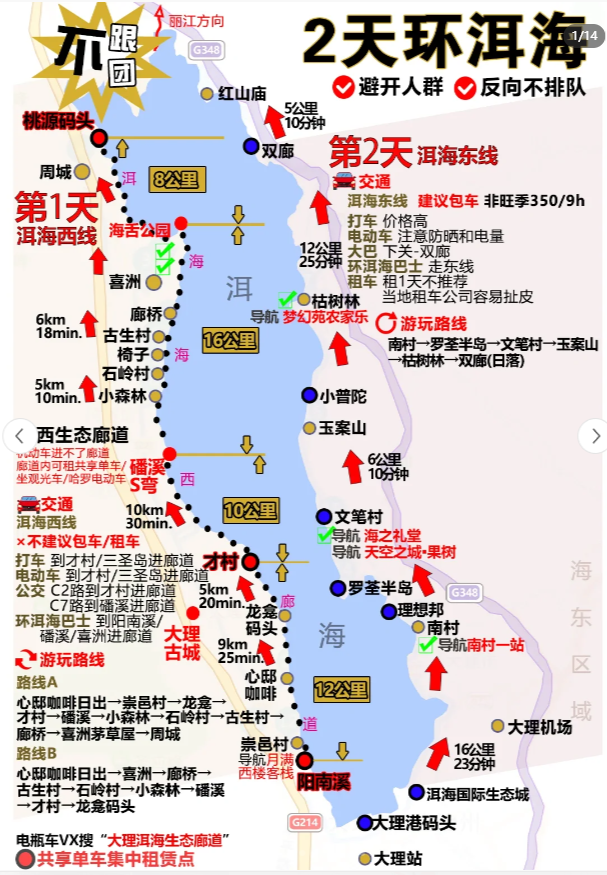 不跟团
丽江方向
2天环洱海
1/14
避开人群 反向不排队
G348
红山庙
5公里
10分钟
桃源码头
双廊
周城
洱
8公里
第1天
洱海西线
第2天 洱海东线
交通
洱海东线 建议包车 非旺季350/9h
打车 价格高
电动车 注意防晒和电量
大巴 下关-双廊
环洱海巴士 走东线
租车 租1天不推荐
当地租车公司容易扯皮
海舌公园
12公里
25分钟
海
洱
喜洲
枯树林
导航 梦幻苑农家乐
游玩路线
南村→罗荃半岛→文笔村→玉案山
→枯树林→双廊(日落)
6km
18min.
廊桥
古生村
16公里
椅子
海
石岭村
5km
10min.
小森林
小普陀
玉案山
西生态廊道
机动车进不了廊道
廊道内可租共享单车/
坐观光车/哈罗电动车
磻溪
S弯
西
6公里
10分钟
交通
洱海西线
×不建议包车/租车
10km
30min.
10公里
文笔村
导航 海之礼堂
导航 天空之城•果树
打车 到才村/三圣岛进廊道
电动车 到才村/三圣岛进廊道
公交 C2路到才村进廊道
C7路到磻溪进廊道
环洱海巴士 到阳南溪/
磻溪/喜洲进廊道
才村
5km
20min.
罗荃半岛
G348
理想邦
廊
龙龛
码头
大理
古城
海
南村
导航南村一站
海
东
区
域
游玩路线
9km
25min.
路线A
心邸咖啡日出→崇邑村→龙龛→
才村→磻溪→小森林→石岭村→古生村→
廊桥→喜洲茅草屋→周城
心邸
咖啡
12公里
道
大理机场
路线B
心邸咖啡日出→喜洲→廊桥→
古生村→石岭村→小森林→磻溪
→才村→龙龛码头
崇邑村
导航月满
西楼客栈
阳南溪
16公里
23分钟
洱海国际生态城
G214
大理港码头
电瓶车VX搜“大理洱海生态廊道”
共享单车集中租赁点
大理站